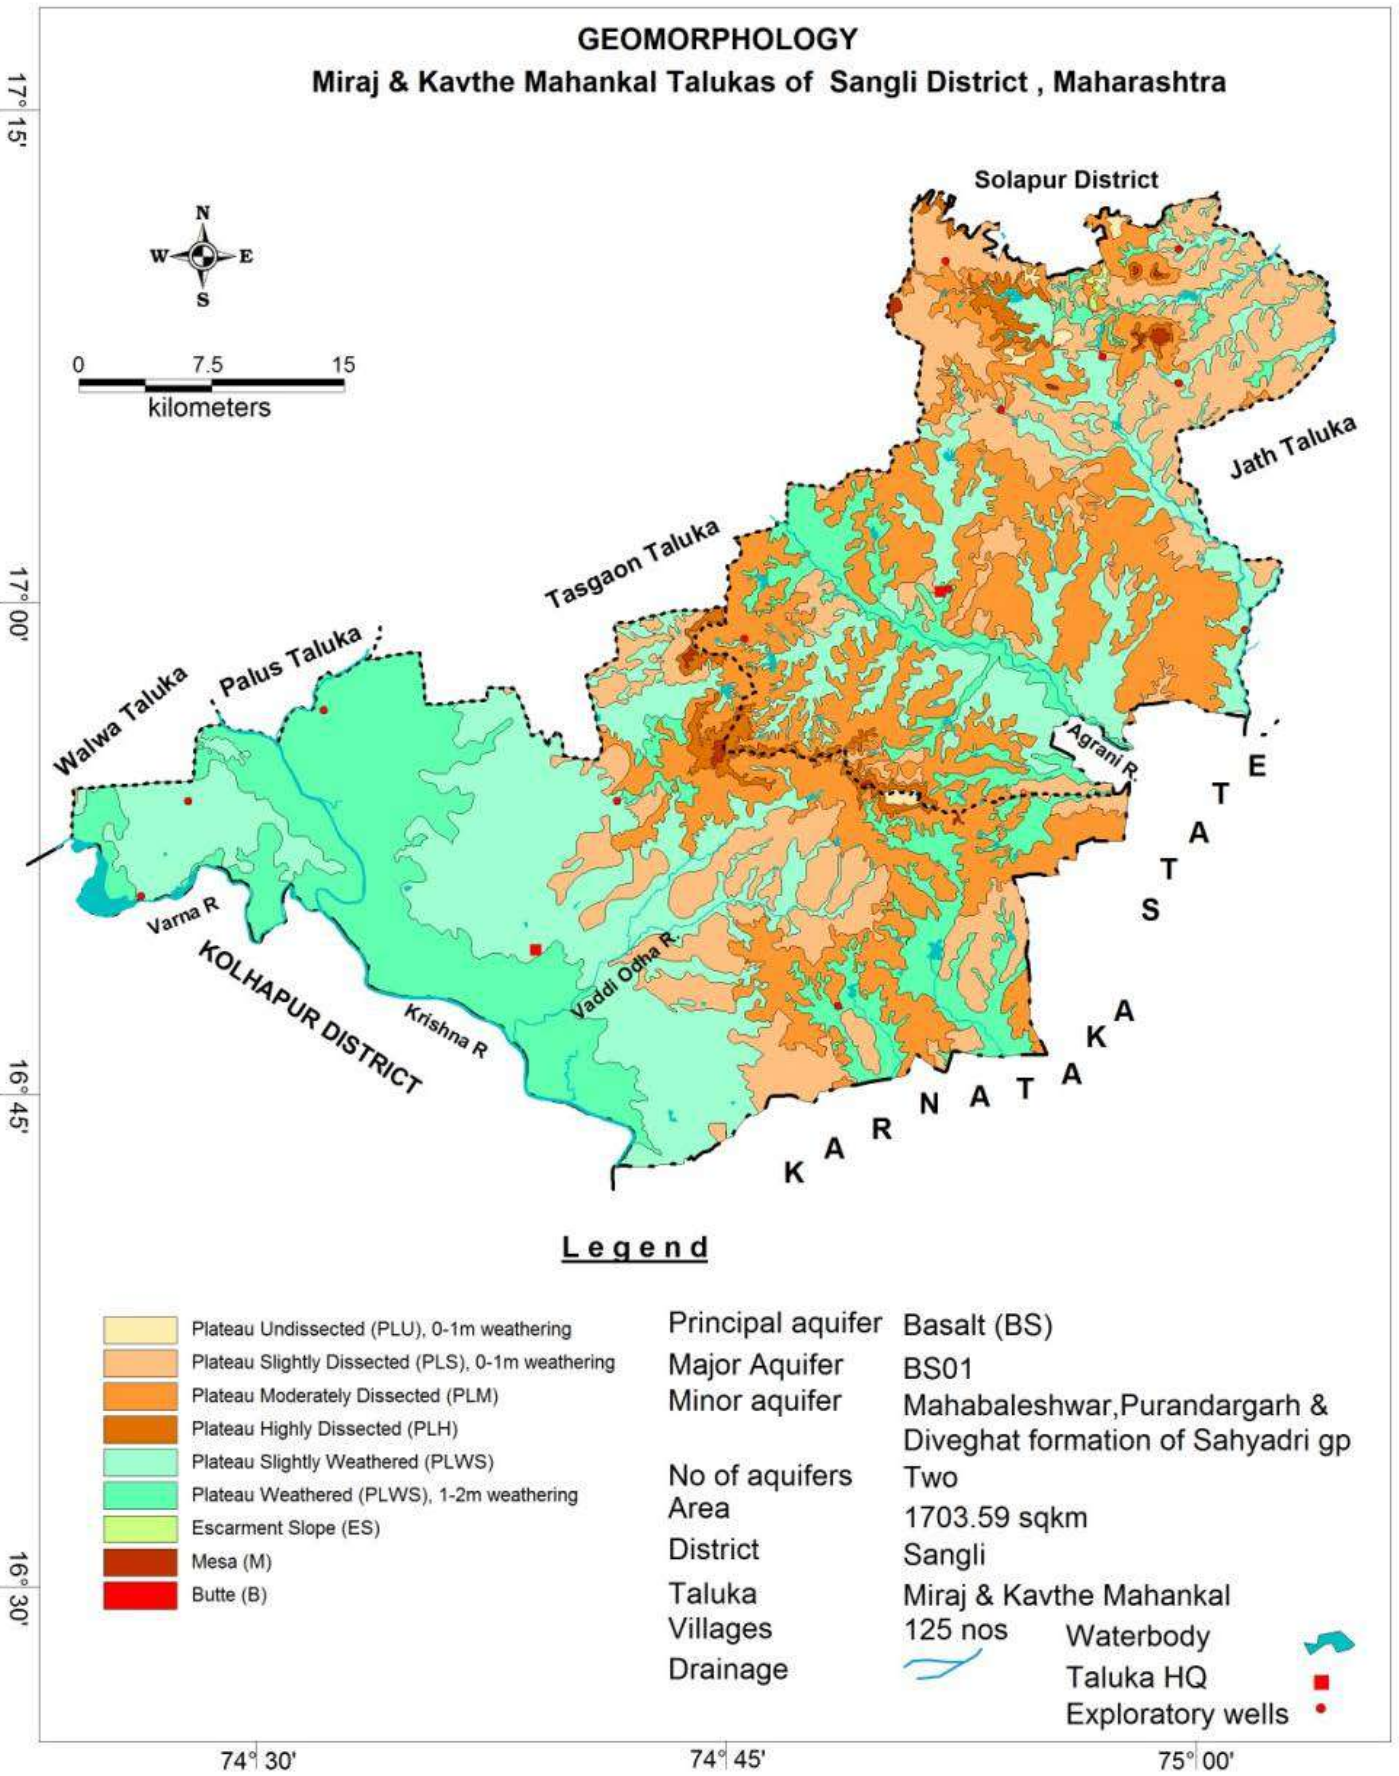 GEOMORPHOLOGY
Miraj & Kavthe Mahankal Talukas of Sangli District , Maharashtra
17° 15'
17° 00'
16° 45'
16° 30'
N
W E
S
0 7.5 15
kilometers
Solapur District
Jath Taluka
Tasgaon Taluka
Palus Taluka
Walwa Taluka
Agrani R.
Varna R
KOLHAPUR DISTRICT
Krishna R
Vaddi Odha R.
KARNATAKA STATE
Legend
Plateau Undissected (PLU), 0-1m weathering
Plateau Slightly Dissected (PLS), 0-1m weathering
Plateau Moderately Dissected (PLM)
Plateau Highly Dissected (PLH)
Plateau Slightly Weathered (PLWS)
Plateau Weathered (PLWS), 1-2m weathering
Escarment Slope (ES)
Mesa (M)
Butte (B)
Principal aquifer Basalt (BS)
Major Aquifer BS01
Minor aquifer Mahabaleshwar,Purandargarh &
Diveghat formation of Sahyadri gp
No of aquifers Two
Area 1703.59 sqkm
District Sangli
Taluka Miraj & Kavthe Mahankal
Villages 125 nos
Drainage
Waterbody
Taluka HQ
Exploratory wells
74° 30' 74° 45' 75° 00'